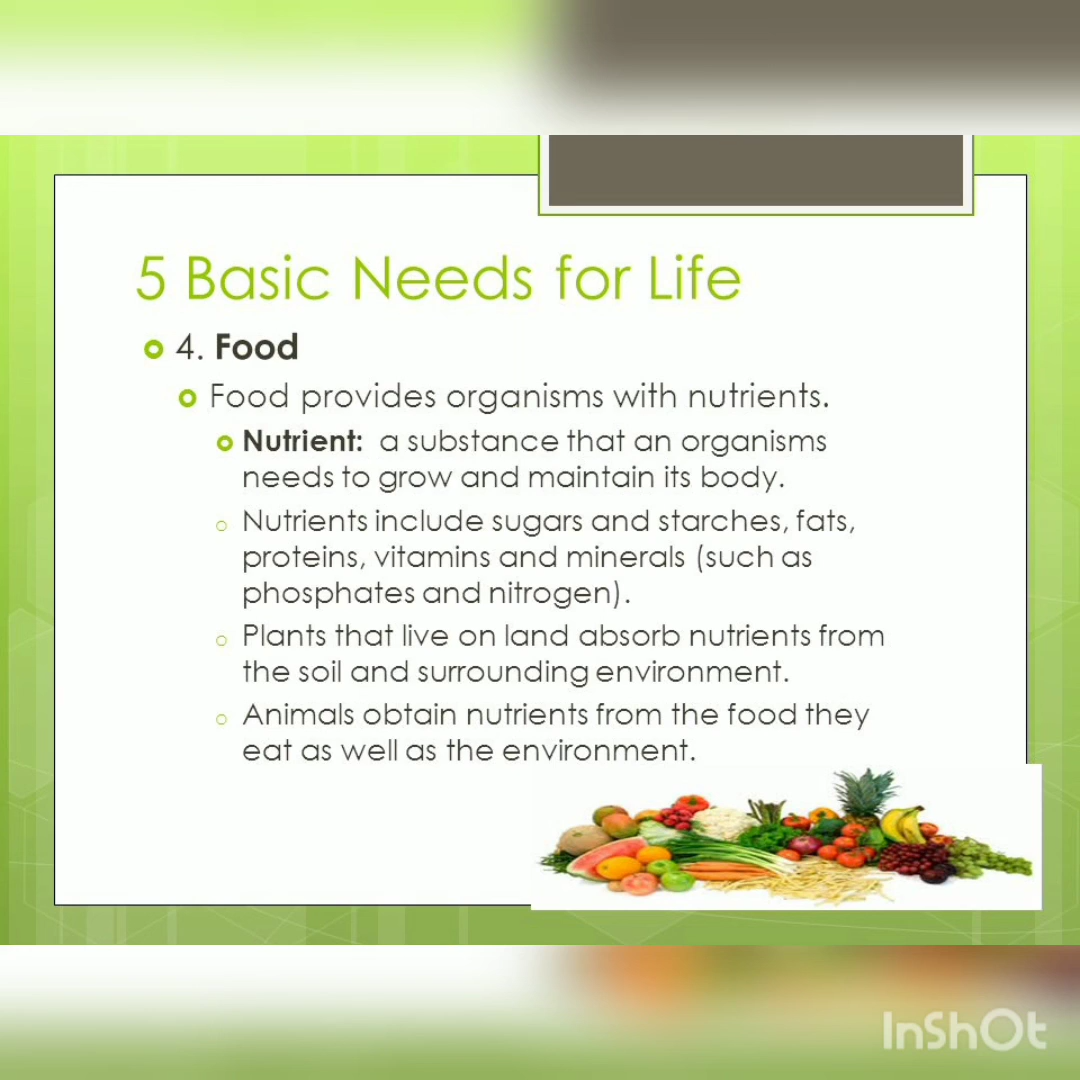 5 Basic Needs for Life
4. Food
Food provides organisms with nutrients.
Nutrient: a substance that an organisms
needs to grow and maintain its body.
Nutrients include sugars and starches, fats,
proteins, vitamins and minerals (such as
phosphates and nitrogen).
Plants that live on land absorb nutrients from
the soil and surrounding environment.
Animals obtain nutrients from the food they
eat as well as the environment.
InShOt